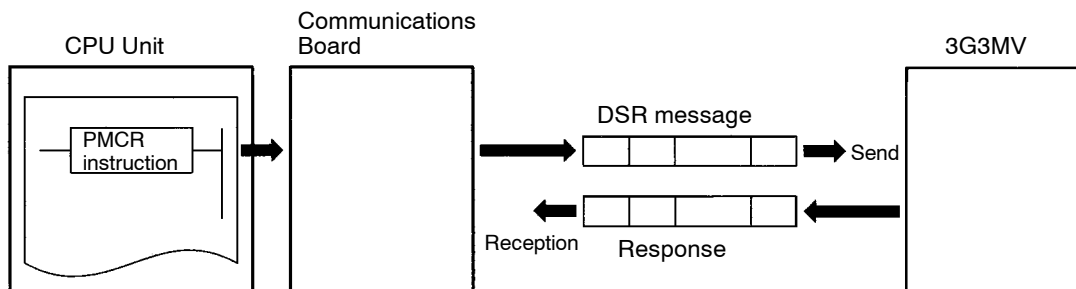 CPU Unit
Communications
Board
3G3MV
PMCR
instruction
DSR message
Send
Reception
Response